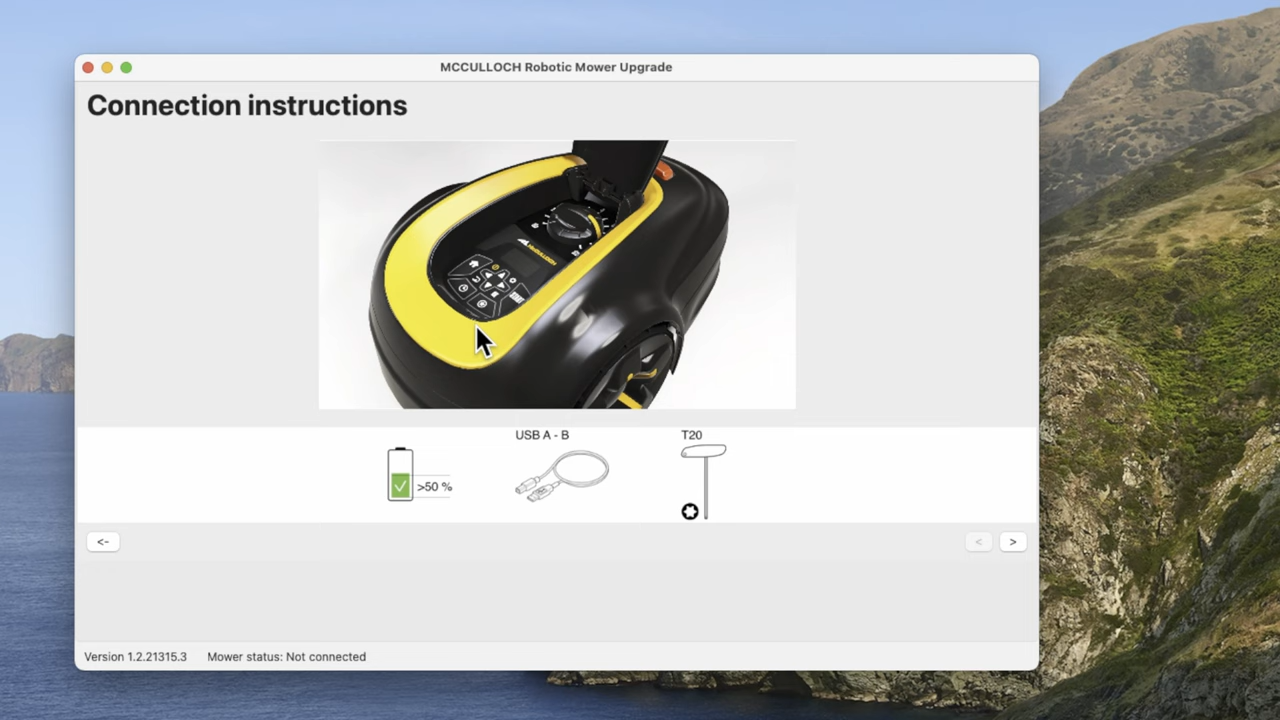 MCCULLOCH Robotic Mower Upgrade
Connection instructions
USB A - B
T20
>50 %
<-
<
>
Version 1.2.21315.3
Mower status: Not connected